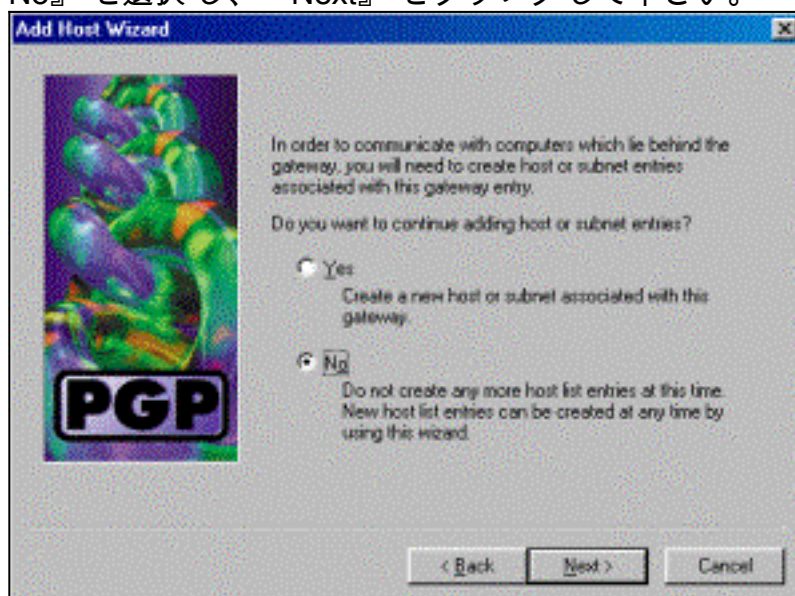 No』 を選択し、 『Next』 をクリックして下さい。
Add Host Wizard
In order to communicate with computers which lie behind the
gateway, you will need to create host or subnet entries
associated with this gateway entry.
Do you want to continue adding host or subnet entries?
Yes
Create a new host or subnet associated with this
gateway.
No
Do not create any more host list entries at this time.
New host list entries can be created at any time by
using this wizard.
PGP
< Back
Next >
Cancel